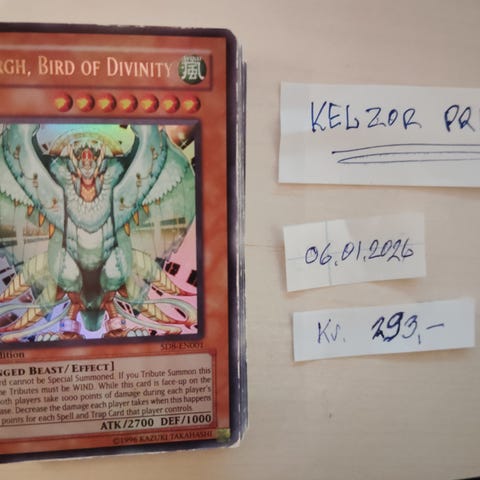 RGH, BIRD OF DIVINITY 風
SD8-EN001
dition
NGED BEAST/EFFECT]
rd cannot be Special Summoned. If you Tribute Summon this
e Tributes must be WIND. While this card is face-up on the
oth players take 1000 points of damage during each player's
ase. Decrease the damage each player takes when this happens
points for each Spell and Trap Card that player controls.
ATK/2700 DEF/1000
©1996 KAZUKI TAKAHASHI
KELZOR PR
06.01.2026
Kr. 293,-